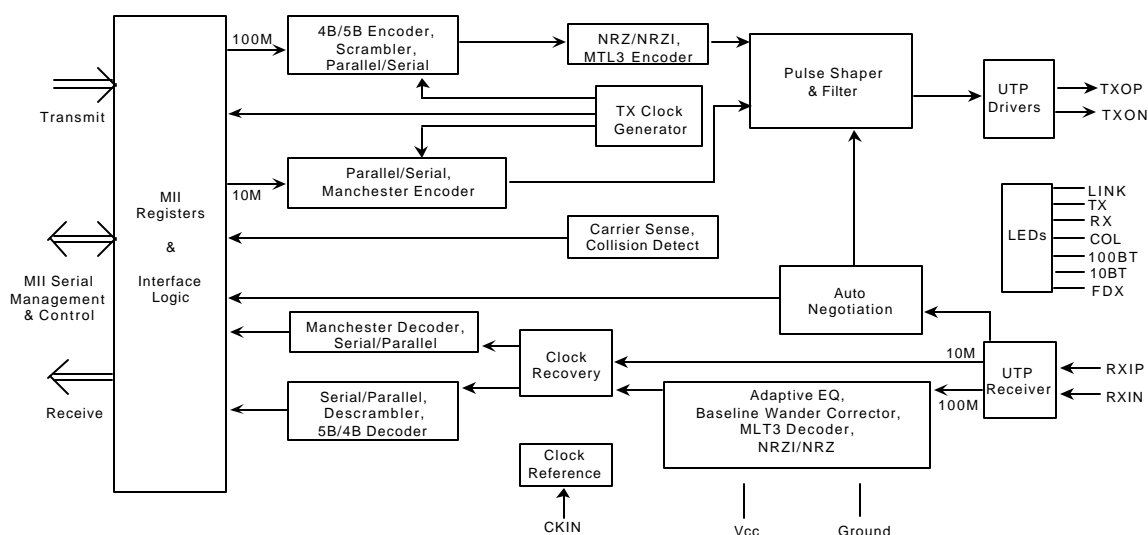 100M
4B/5B Encoder,
Scrambler,
Parallel/Serial
NRZ/NRZI,
MTL3 Encoder
Pulse Shaper
& Filter
UTP
Drivers
TXOP
TXON
Transmit
TX Clock
Generator
10M
Parallel/Serial,
Manchester Encoder
MII
Registers
&
Interface
Logic
Carrier Sense,
Collision Detect
LEDs
LINK
TX
RX
COL
100BT
10BT
FDX
MII Serial
Management
& Control
Auto
Negotiation
Manchester Decoder,
Serial/Parallel
Clock
Recovery
10M
100M
UTP
Receiver
RXIP
RXIN
Receive
Serial/Parallel,
Descrambler,
5B/4B Decoder
Adaptive EQ,
Baseline Wander Corrector,
MLT3 Decoder,
NRZI/NRZ
Clock
Reference
CKIN
Vcc
Ground